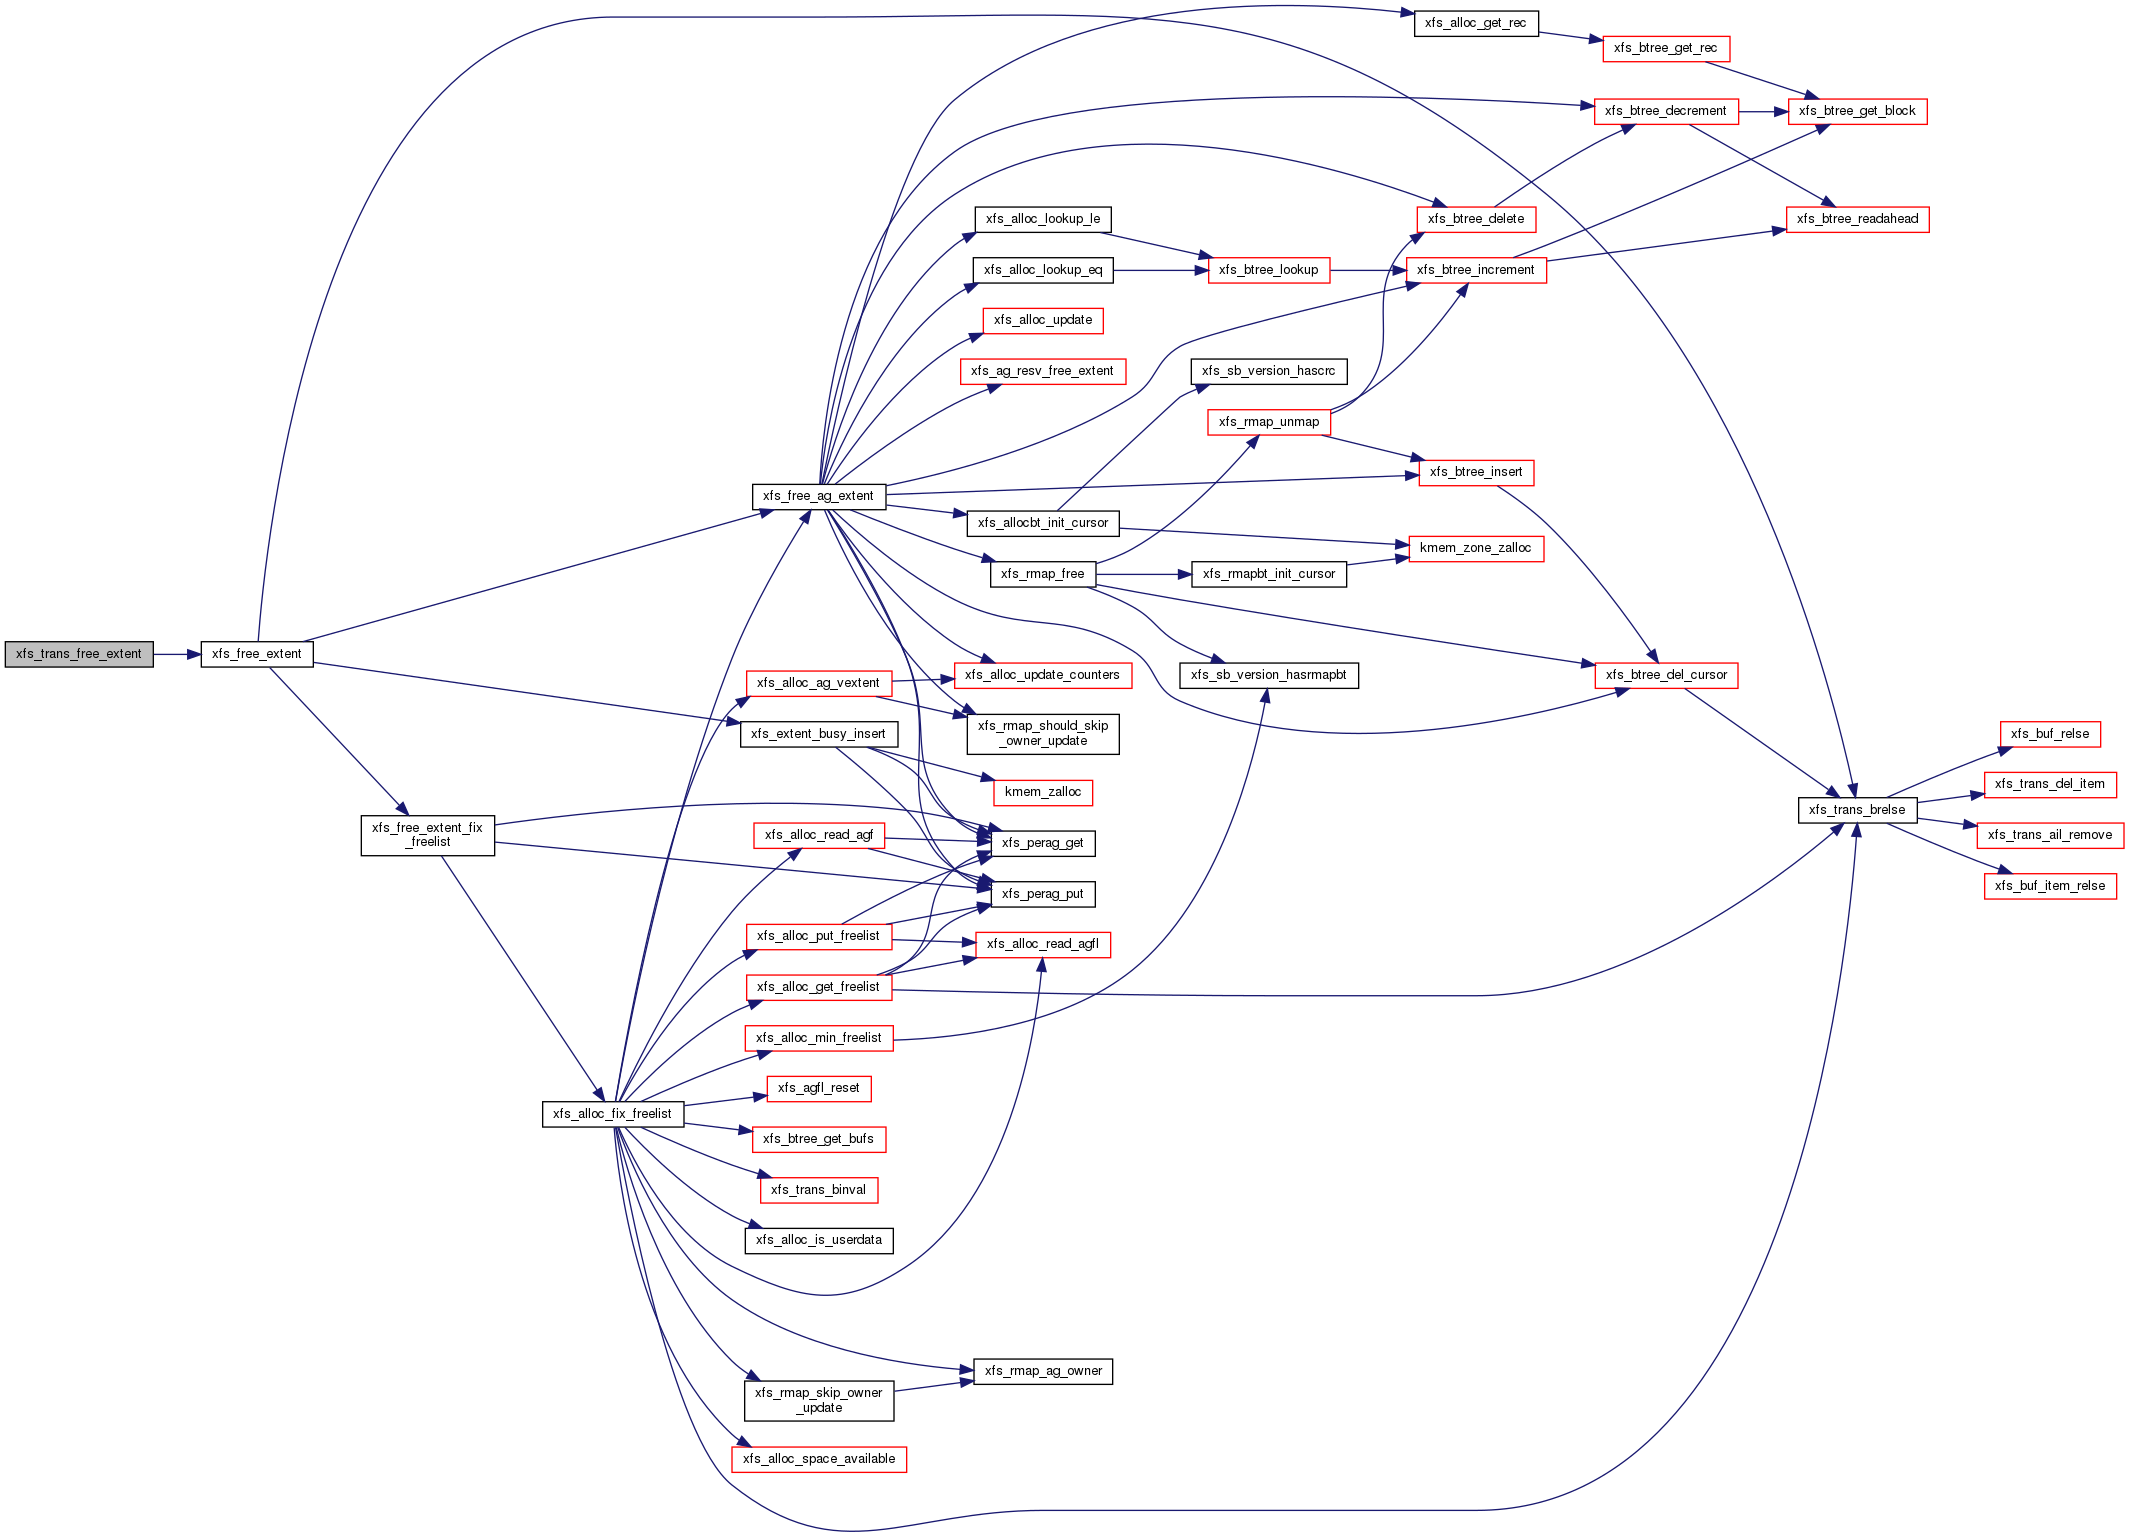 xfs_alloc_get_rec
xfs_btree_get_rec
xfs_btree_decrement
xfs_btree_get_block
xfs_alloc_lookup_le
xfs_btree_delete
xfs_btree_readahead
xfs_alloc_lookup_eq
xfs_btree_lookup
xfs_btree_increment
xfs_alloc_update
xfs_ag_resv_free_extent
xfs_sb_version_hascrc
xfs_rmap_unmap
xfs_btree_insert
xfs_free_ag_extent
xfs_allocbt_init_cursor
kmem_zone_zalloc
xfs_rmap_free
xfs_rmapbt_init_cursor
xfs_trans_free_extent
xfs_free_extent
xfs_alloc_ag_vextent
xfs_alloc_update_counters
xfs_sb_version_hasrmapbt
xfs_btree_del_cursor
xfs_extent_busy_insert
xfs_rmap_should_skip
_owner_update
xfs_buf_relse
kmem_zalloc
xfs_trans_del_item
xfs_trans_brelse
xfs_free_extent_fix
_freelist
xfs_alloc_read_agf
xfs_perag_get
xfs_trans_ail_remove
xfs_perag_put
xfs_buf_item_relse
xfs_alloc_put_freelist
xfs_alloc_read_agfl
xfs_alloc_get_freelist
xfs_alloc_min_freelist
xfs_agfl_reset
xfs_alloc_fix_freelist
xfs_btree_get_bufs
xfs_trans_binval
xfs_alloc_is_userdata
xfs_rmap_ag_owner
xfs_rmap_skip_owner
_update
xfs_alloc_space_available